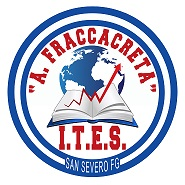 "A. FRACCACRETA"
I.T.E.S.
SAN SEVERO FG